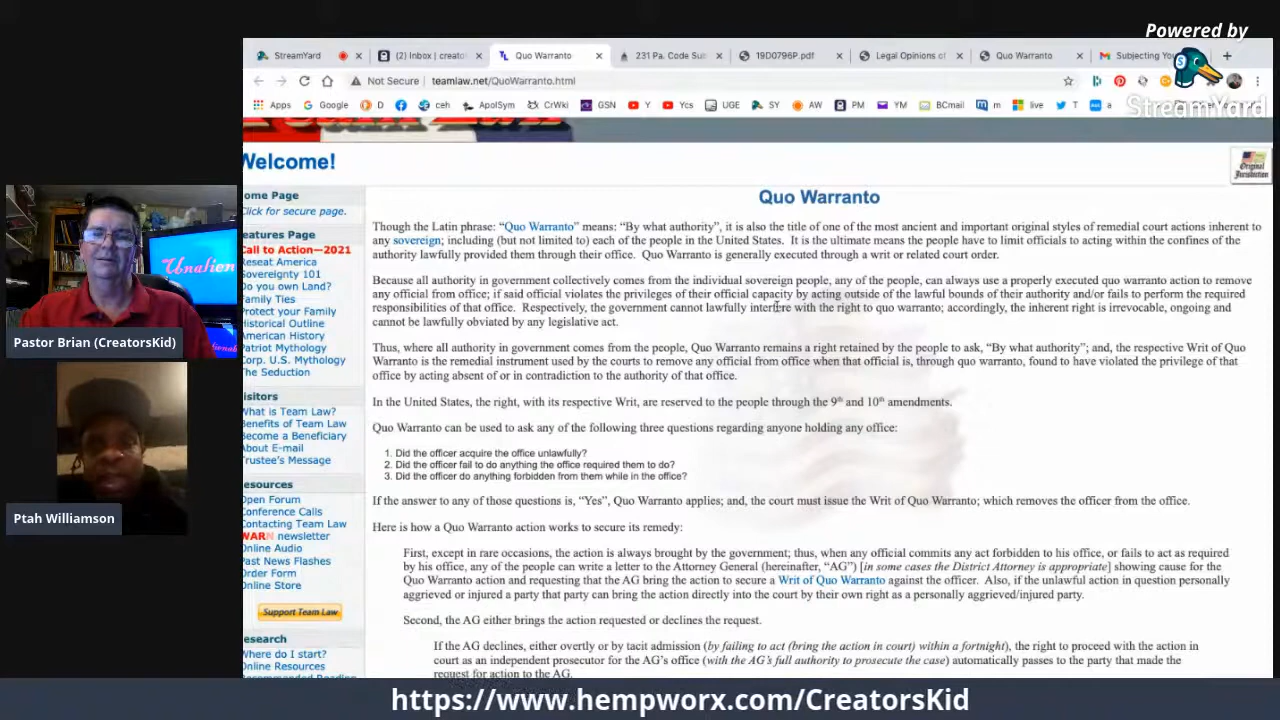 Powered by
StreamYard
StreamYard
(2) Inbox | creato
Quo Warranto
231 Pa. Code Sub
19D0796P.pdf
Legal Opinions cl
Quo Warranto
Subjecting You
Not Secure | teamlaw.net/QuoWarranto.html
Apps Google D ceh ApolSym CrWki GSN Y Ycs UGE SY AW PM YM BCmail m live T a
Welcome!
Original
Jurisdiction
ome Page
Click for secure page.
eatures Page
Call to Action—2021
Reseat America
Sovereignty 101
Do you own Land?
Family Ties
Protect your Family
Historical Outline
American History
Patriot Mythology
Corp. U.S. Mythology
The Seduction
isitors
What is Team Law?
Benefits of Team Law
Become a Beneficiary
About E-mail
Trustee's Message
esources
Open Forum
Conference Calls
Contacting Team Law
WARN newsletter
Online Audio
Past News Flashes
Order Form
Online Store
Support Team Law
esearch
Where do I start?
Online Resources
Quo Warranto
Though the Latin phrase: “Quo Warranto” means: “By what authority”, it is also the title of one of the most ancient and important original styles of remedial court actions inherent to
any sovereign; including (but not limited to) each of the people in the United States. It is the ultimate means the people have to limit officials to acting within the confines of the
authority lawfully provided them through their office. Quo Warranto is generally executed through a writ or related court order.
Because all authority in government collectively comes from the individual sovereign people, any of the people, can always use a properly executed quo warranto action to remove
any official from office; if said official violates the privileges of their official capacity by acting outside of the lawful bounds of their authority and/or fails to perform the required
responsibilities of that office. Respectively, the government cannot lawfully interfere with the right to quo warranto; accordingly, the inherent right is irrevocable, ongoing and
cannot be lawfully obviated by any legislative act.
Thus, where all authority in government comes from the people, Quo Warranto remains a right retained by the people to ask, “By what authority”; and, the respective Writ of Quo
Warranto is the remedial instrument used by the courts to remove any official from office when that official is, through quo warranto, found to have violated the privilege of that
office by acting absent of or in contradiction to the authority of that office.
In the United States, the right, with its respective Writ, are reserved to the people through the 9th and 10th amendments.
Quo Warranto can be used to ask any of the following three questions regarding anyone holding any office:
1. Did the officer acquire the office unlawfully?
2. Did the officer fail to do anything the office required them to do?
3. Did the officer do anything forbidden from them while in the office?
If the answer to any of those questions is, “Yes”, Quo Warranto applies; and, the court must issue the Writ of Quo Warranto; which removes the officer from the office.
Here is how a Quo Warranto action works to secure its remedy:
First, except in rare occasions, the action is always brought by the government; thus, when any official commits any act forbidden to his office, or fails to act as required
by his office, any of the people can write a letter to the Attorney General (hereinafter, “AG”) [in some cases the District Attorney is appropriate] showing cause for the
Quo Warranto action and requesting that the AG bring the action to secure a Writ of Quo Warranto against the officer. Also, if the unlawful action in question personally
aggrieved or injured a party that party can bring the action directly into the court by their own right as a personally aggrieved/injured party.
Second, the AG either brings the action requested or declines the request.
If the AG declines, either overtly or by tacit admission (by failing to act (bring the action in court) within a fortnight), the right to proceed with the action in
court as an independent prosecutor for the AG's office (with the AG's full authority to prosecute the case) automatically passes to the party that made the
request for action to the AG.
Pastor Brian (CreatorsKid)
Ptah Williamson
https://www.hempworx.com/CreatorsKid